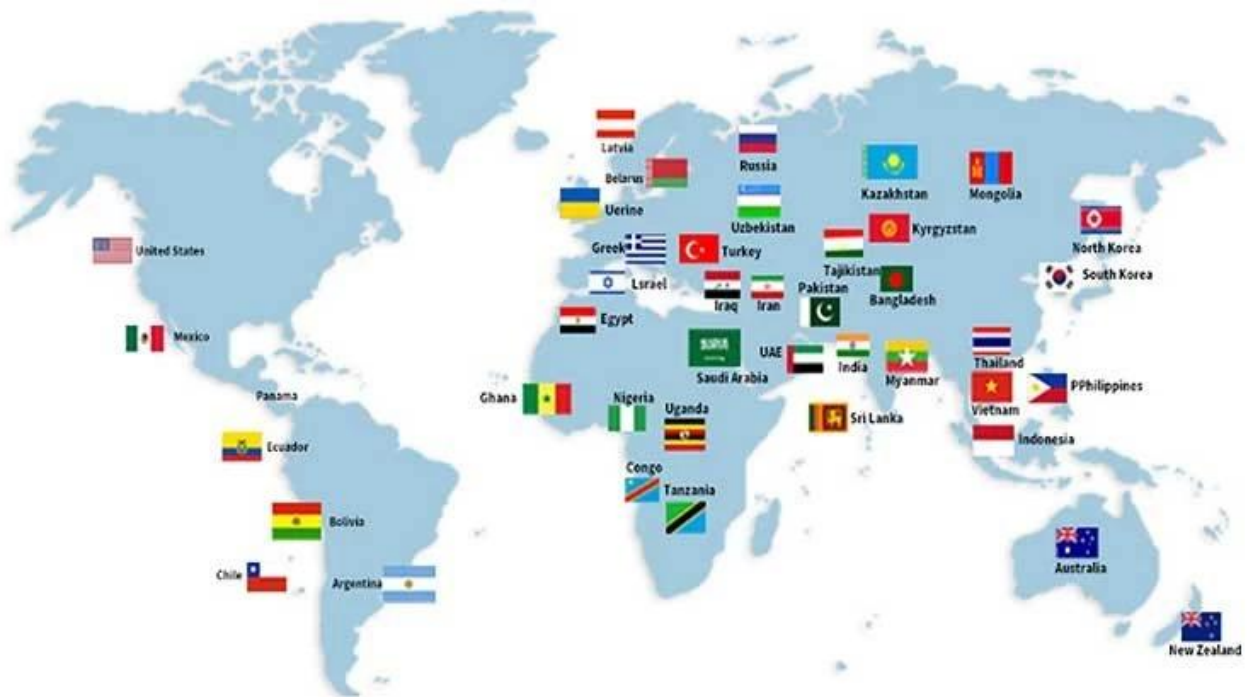 Latvia
Russia
Belarus
Kazakhstan
Mongolia
Uerine
Uzbekistan
Kyrgyzstan
North Korea
United States
Greek
Turkey
Tajikistan
South Korea
Lsrael
Iraq
Iran
Pakistan
Bangladesh
Egypt
Mexico
Saudi Arabia
UAE
India
Myanmar
Thailand
Panama
Ghana
Nigeria
Uganda
Sri Lanka
Vietnam
PPhilippines
Ecuador
Indonesia
Congo
Tanzania
Bolivia
Chile
Argentina
Australia
New Zealand